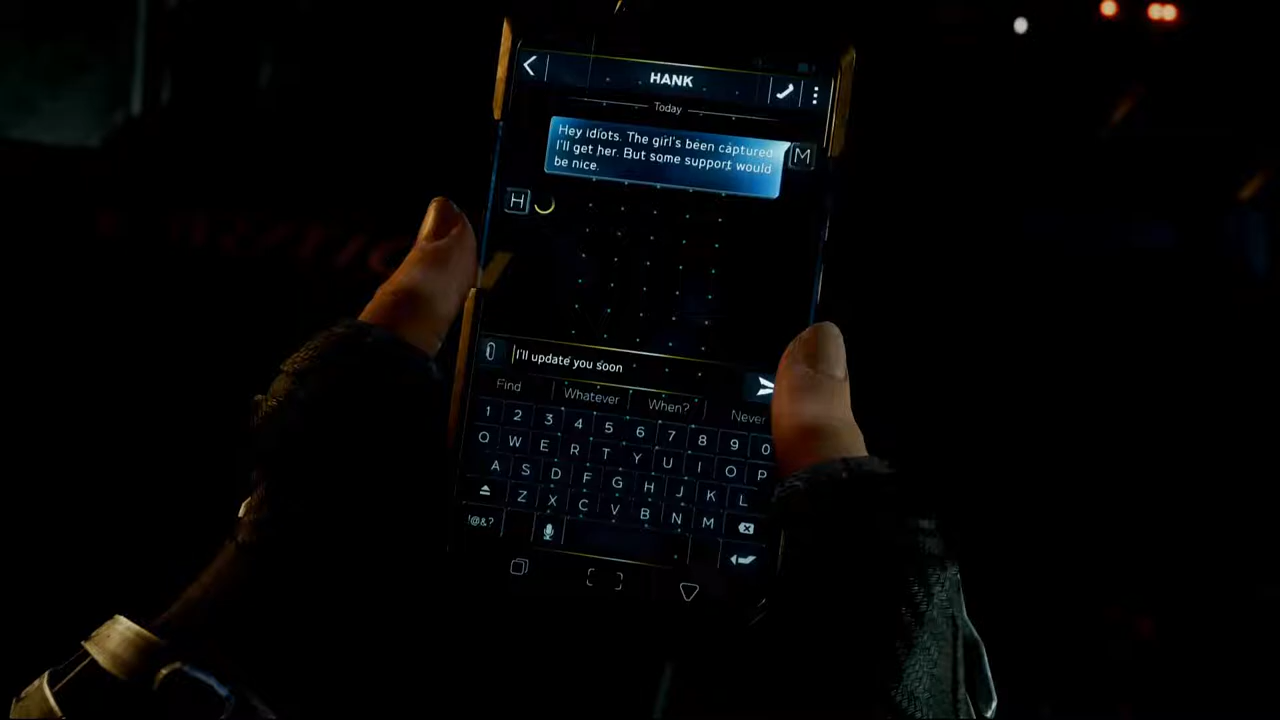 HANK
Today
Hey idiots. The girl's been captured
I'll get her. But some support would
be nice.
M
H
I'll update you soon
Find Whatever When? Never
1 2 3 4 5 6 7 8 9 0
Q W E R T Y U I O P
A S D F G H J K L
Z X C V B N M
!@&?